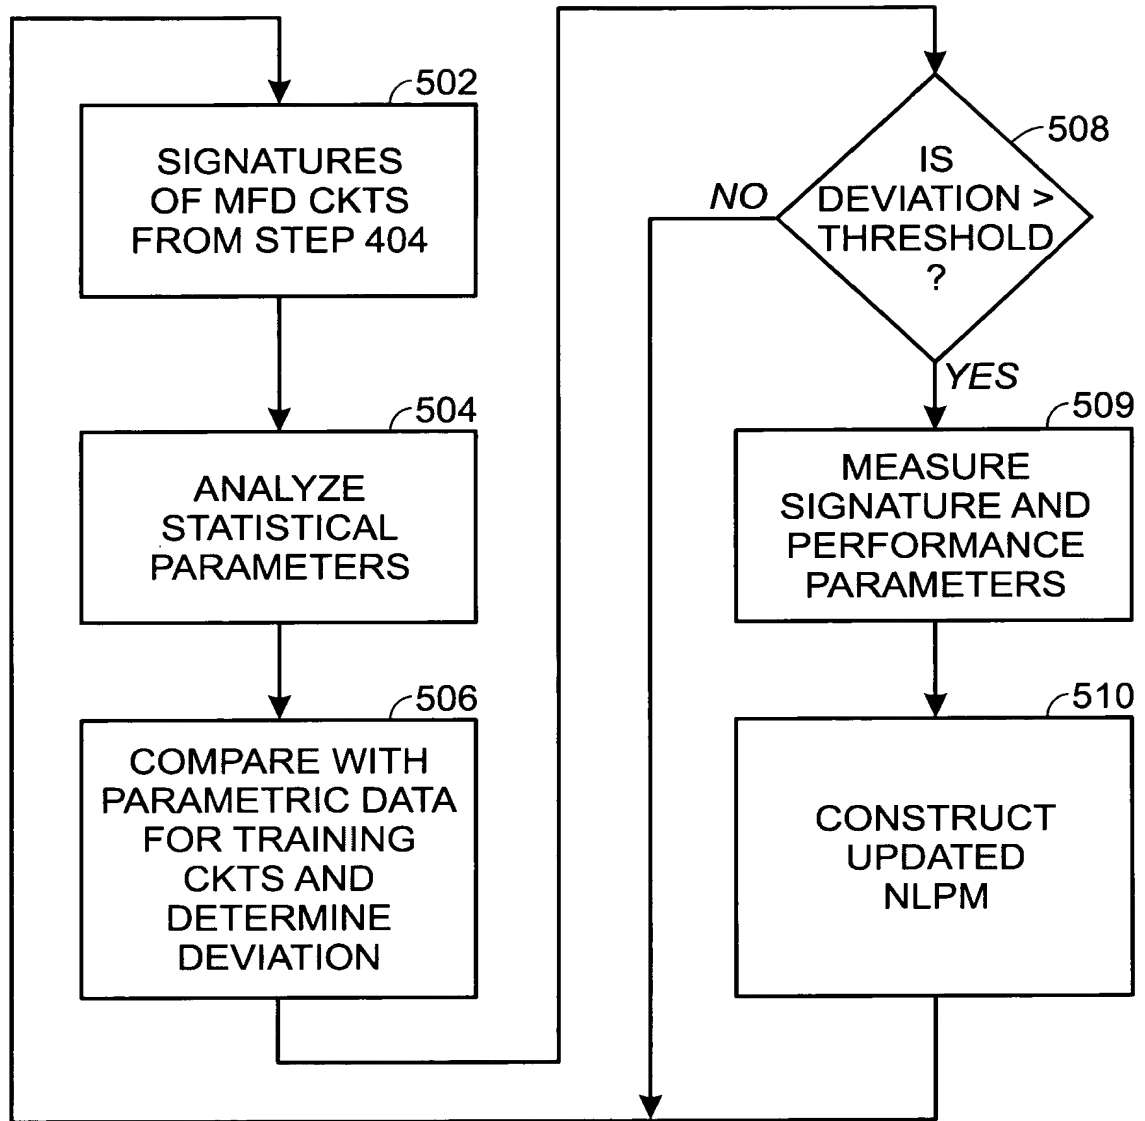 502
SIGNATURES
OF MFD CKTS
FROM STEP 404
504
ANALYZE
STATISTICAL
PARAMETERS
506
COMPARE WITH
PARAMETRIC DATA
FOR TRAINING
CKTS AND
DETERMINE
DEVIATION
508
IS
DEVIATION >
THRESHOLD
?
NO
YES
509
MEASURE
SIGNATURE AND
PERFORMANCE
PARAMETERS
510
CONSTRUCT
UPDATED
NLPM